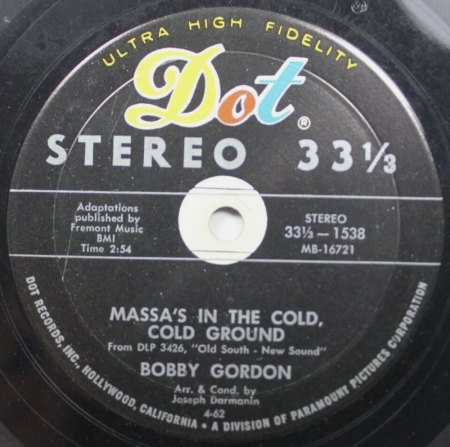 ULTRA HIGH FIDELITY
Dot®
STEREO 33 1/3
Adaptations
published by
Fremont Music
BMI
Time 2:54
STEREO
33⅓ — 1538
MB-16721
MASSA'S IN THE COLD,
COLD GROUND
From DLP 3426, "Old South - New Sound"
BOBBY GORDON
Arr. & Cond. by
Joseph Darmanin
4-62
DOT RECORDS, INC., HOLLYWOOD, CALIFORNIA • A DIVISION OF PARAMOUNT PICTURES CORPORATION